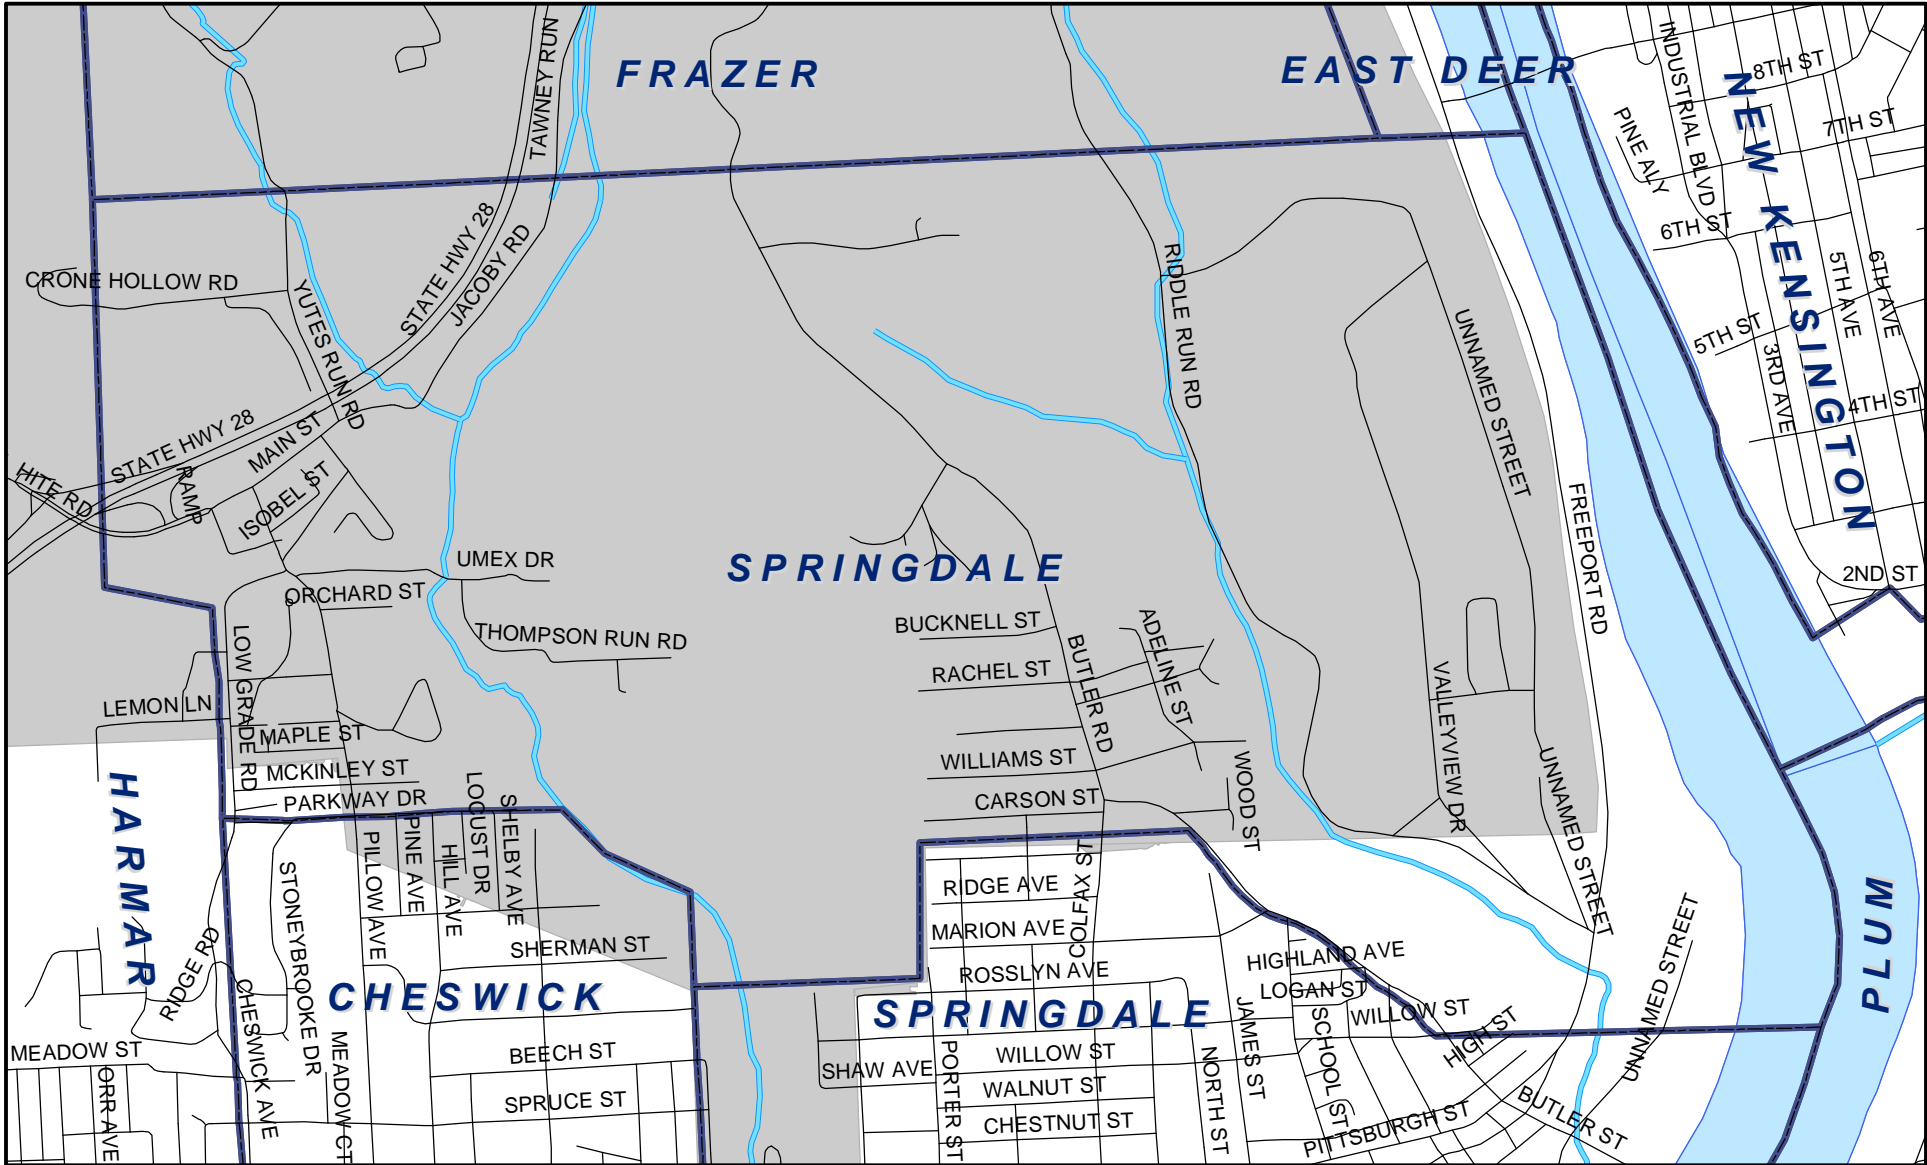 FRAZER
EAST DEER
TAWNEY RUN
INDUSTRIAL BLVD
8TH ST
NEW KENSINGTON
7TH ST
PINE ALY
6TH ST
STATE HWY 28
JACOBY RD
CRONE HOLLOW RD
YUTES RUN RD
RIDDLE RUN RD
UNNAMED STREET
5TH AVE
6TH AVE
5TH ST
3RD AVE
4TH ST
STATE HWY 28
MAIN ST
HITE RD
RAMP
ISOBEL ST
FREEPORT RD
UMEX DR
SPRINGDALE
2ND ST
ORCHARD ST
THOMPSON RUN RD
BUCKNELL ST
ADELINE ST
LOW GRADE RD
RACHEL ST
BUTLER RD
VALLEYVIEW DR
LEMON LN
MAPLE ST
WILLIAMS ST
WOOD ST
UNNAMED STREET
MCKINLEY ST
HARMAR
PARKWAY DR
LOCUST DR
SHELBY AVE
CARSON ST
PILLOW AVE
PINE AVE
HILL AVE
COLFAX ST
STONEYBROOKE DR
RIDGE AVE
PLUM
RIDGE RD
SHERMAN ST
MARION AVE
HIGHLAND AVE
UNNAMED STREET
CHESWICK
ROSSLYN AVE
LOGAN ST
CHESWICK AVE
SPRINGDALE
JAMES ST
SCHOOL ST
WILLOW ST
HIGH ST
MEADOW ST
MEADOW CT
BEECH ST
SHAW AVE
PORTER ST
WILLOW ST
NORTH ST
ORR AVE
SPRUCE ST
WALNUT ST
CHESTNUT ST
PITTSBURGH ST
BUTLER ST